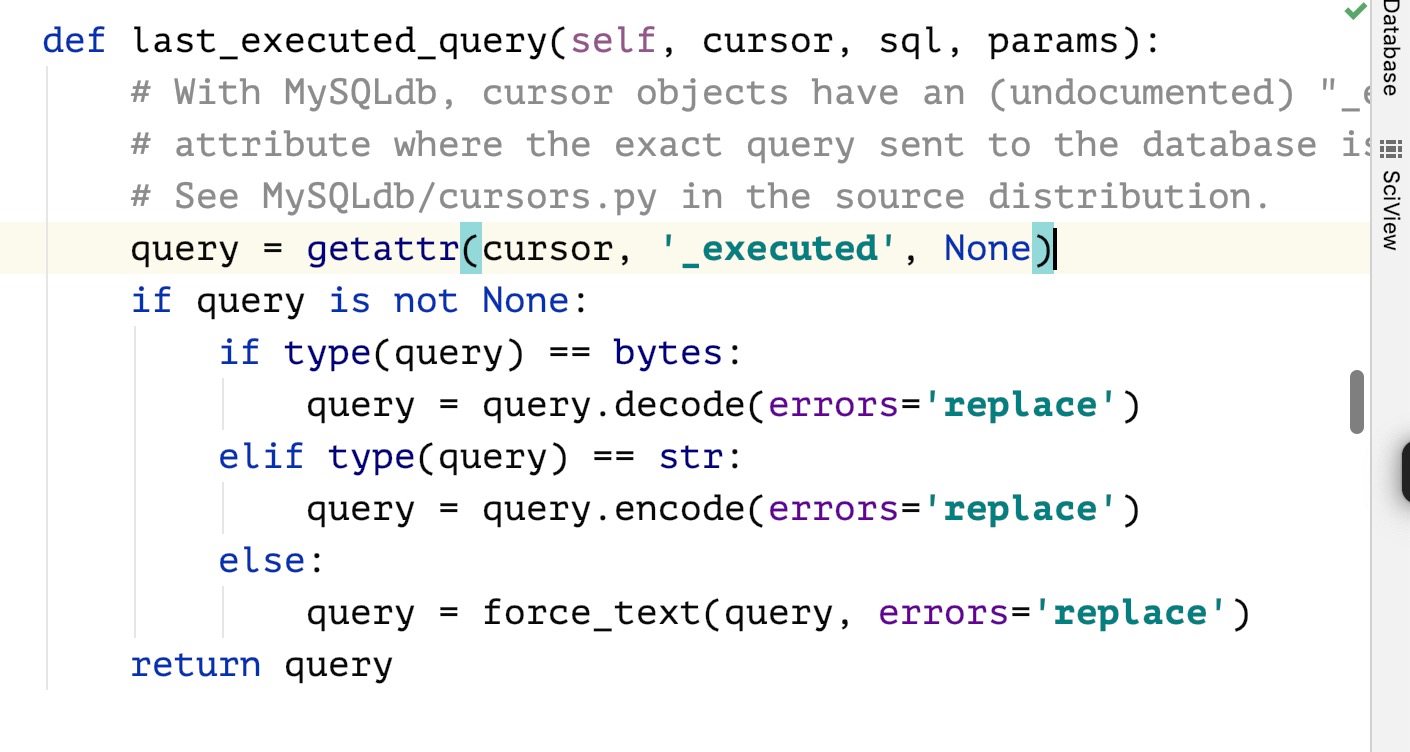 def last_executed_query(self, cursor, sql, params):
# With MySQLdb, cursor objects have an (undocumented) "_e
# attribute where the exact query sent to the database is
# See MySQLdb/cursors.py in the source distribution.
query = getattr(cursor, '_executed', None)
if query is not None:
if type(query) == bytes:
query = query.decode(errors='replace')
elif type(query) == str:
query = query.encode(errors='replace')
else:
query = force_text(query, errors='replace')
return query
Database
SciView